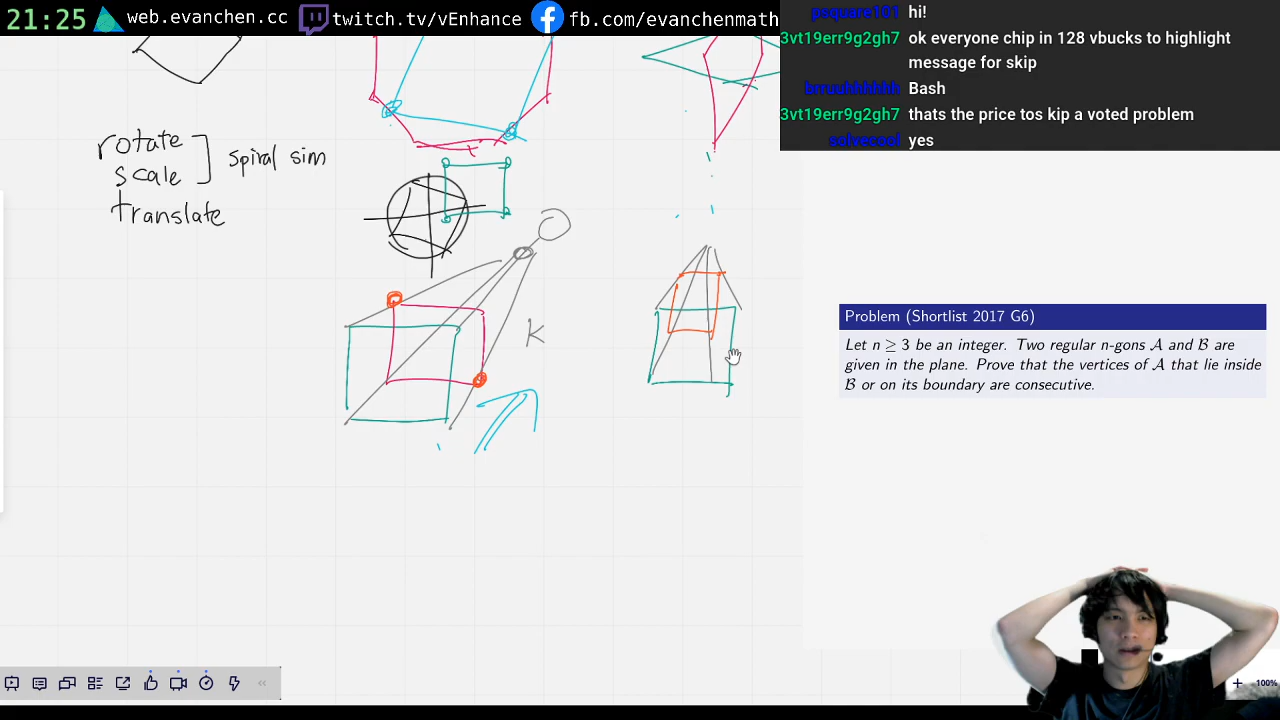 21:25 web.evanchen.cc twitch.tv/vEnhance fb.com/evanchenmath
psquare101 hi!
3vt19err9g2gh7 ok everyone chip in 128 vbucks to highlight
message for skip
brruuhhhhhh Bash
3vt19err9g2gh7 thats the price tos kip a voted problem
solvecool yes
rotate
scale
spiral sim
translate
K
Problem (Shortlist 2017 G6)
Let n ≥ 3 be an integer. Two regular n-gons 𝒜 and ℬ are
given in the plane. Prove that the vertices of 𝒜 that lie inside
ℬ or on its boundary are consecutive.
100%